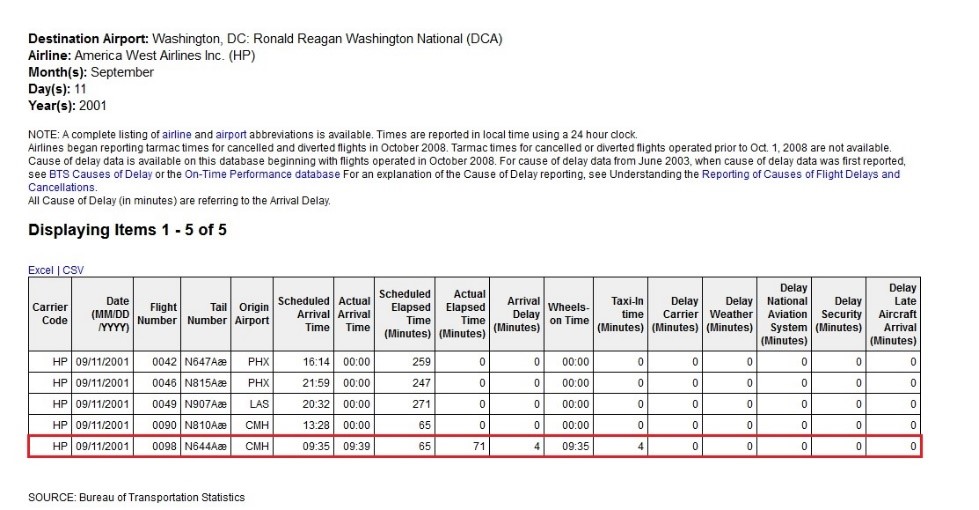 Destination Airport: Washington, DC: Ronald Reagan Washington National (DCA)
Airline: America West Airlines Inc. (HP)
Month(s): September
Day(s): 11
Year(s): 2001
NOTE: A complete listing of airline and airport abbreviations is available. Times are reported in local time using a 24 hour clock.
Airlines began reporting tarmac times for cancelled and diverted flights in October 2008. Tarmac times for cancelled or diverted flights operated prior to Oct. 1, 2008 are not available.
Cause of delay data is available on this database beginning with flights operated in October 2008. For cause of delay data from June 2003, when cause of delay data was first reported,
see BTS Causes of Delay or the On-Time Performance database For an explanation of the Cause of Delay reporting, see Understanding the Reporting of Causes of Flight Delays and
Cancellations.
All Cause of Delay (in minutes) are referring to the Arrival Delay.
Displaying Items 1 - 5 of 5
Excel | CSV
Carrier Code Date (MM/DD/YYYY) Flight Number Tail Number Origin Airport Scheduled Arrival Time Actual Arrival Time Scheduled Elapsed Time (Minutes) Actual Elapsed Time (Minutes) Arrival Delay (Minutes) Wheels-on Time Taxi-In time (Minutes) Delay Carrier (Minutes) Delay Weather (Minutes) Delay National Aviation System (Minutes) Delay Security (Minutes) Delay Late Aircraft Arrival (Minutes)
HP 09/11/2001 0042 N647Aæ PHX 16:14 00:00 259 0 0 00:00 0 0 0 0 0 0
HP 09/11/2001 0046 N815Aæ PHX 21:59 00:00 247 0 0 00:00 0 0 0 0 0 0
HP 09/11/2001 0049 N907Aæ LAS 20:32 00:00 271 0 0 00:00 0 0 0 0 0 0
HP 09/11/2001 0090 N810Aæ CMH 13:28 00:00 65 0 0 00:00 0 0 0 0 0 0
HP 09/11/2001 0098 N644Aæ CMH 09:35 09:39 65 71 4 09:35 4 0 0 0 0 0
SOURCE: Bureau of Transportation Statistics